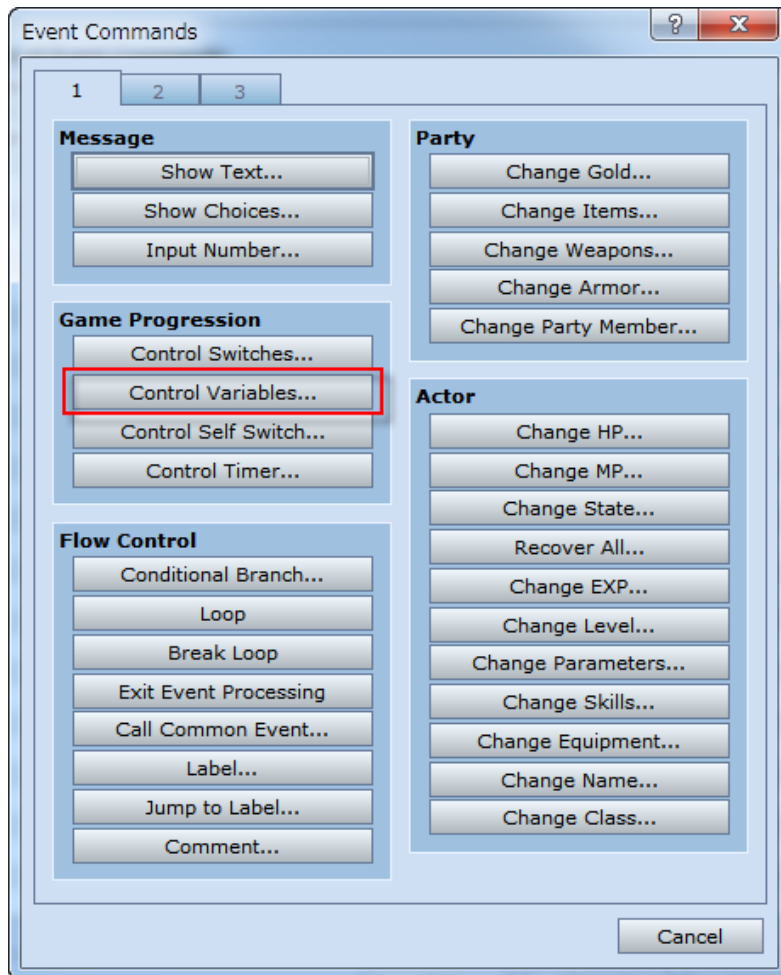 Event Commands
1 2 3
Message
Show Text...
Show Choices...
Input Number...
Game Progression
Control Switches...
Control Variables...
Control Self Switch...
Control Timer...
Flow Control
Conditional Branch...
Loop
Break Loop
Exit Event Processing
Call Common Event...
Label...
Jump to Label...
Comment...
Party
Change Gold...
Change Items...
Change Weapons...
Change Armor...
Change Party Member...
Actor
Change HP...
Change MP...
Change State...
Recover All...
Change EXP...
Change Level...
Change Parameters...
Change Skills...
Change Equipment...
Change Name...
Change Class...
Cancel